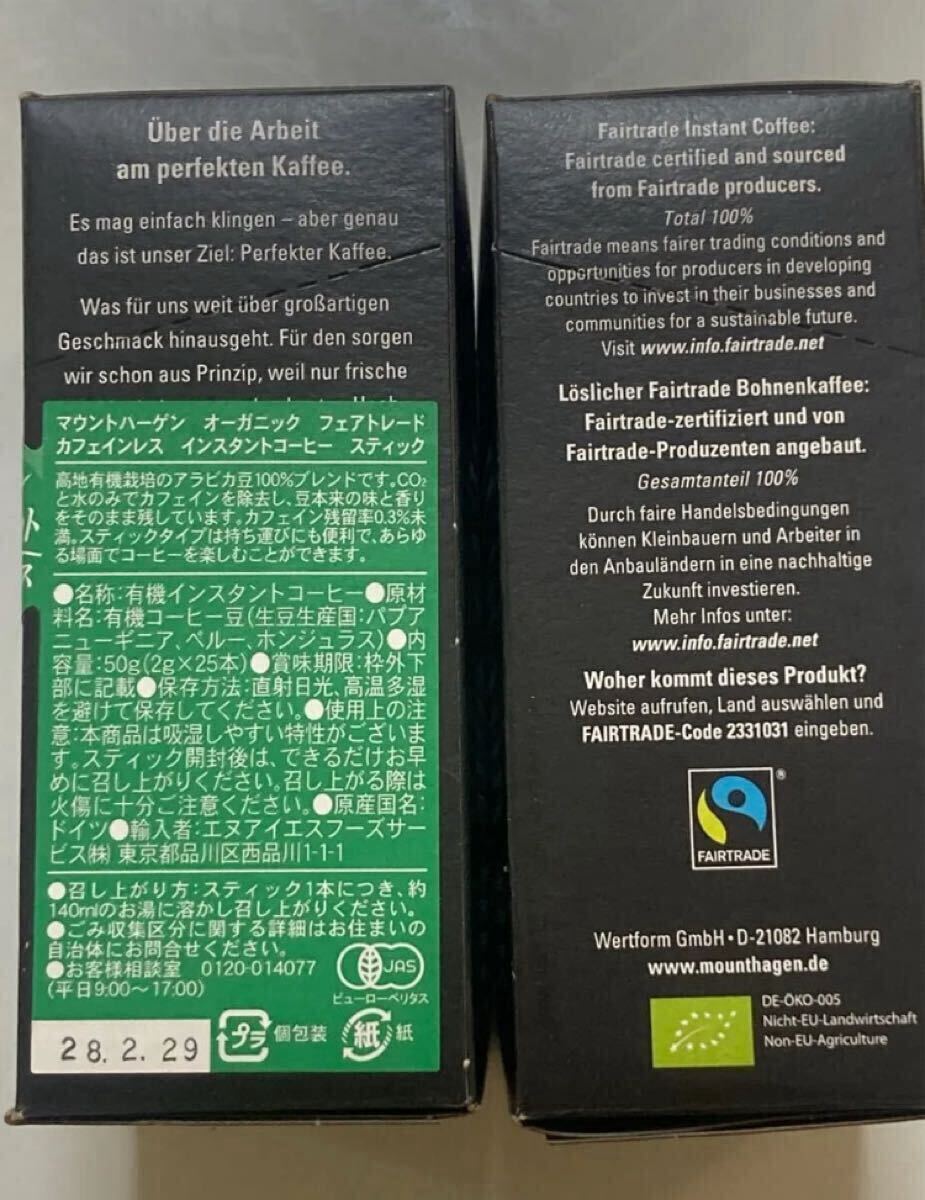 Über die Arbeit
am perfekten Kaffee.
Es mag einfach klingen – aber genau
das ist unser Ziel: Perfekter Kaffee.
Was für uns weit über großartigen
Geschmack hinausgeht. Für den sorgen
wir schon aus Prinzip, weil nur frische
マウントハーゲン オーガニック フェアトレード
カフェインレス インスタントコーヒー スティック
高地有機栽培のアラビカ豆100%ブレンドです。CO₂
と水のみでカフェインを除去し、豆本来の味と香り
をそのまま残しています。カフェイン残留率0.3%未
満。スティックタイプは持ち運びにも便利で、あらゆ
る場面でコーヒーを楽しむことができます。
●名称:有機インスタントコーヒー●原材
料名:有機コーヒー豆(生豆生産国:パプア
ニューギニア、ペルー、ホンジュラス)●内
容量:50g(2g×25本)●賞味期限:枠外下
部に記載●保存方法:直射日光、高温多湿
を避けて保存してください。●使用上の注
意:本商品は吸湿しやすい特性がございま
す。スティック開封後は、できるだけお早
めに召し上がりください。召し上がる際は
火傷に十分ご注意ください。●原産国名:
ドイツ●輸入者:エヌアイエスフーズサー
ビス㈱ 東京都品川区西品川1-1-1
●召し上がり方:スティック1本につき、約
140mlのお湯に溶かし召し上がりください。
●ごみ収集区分に関する詳細はお住まいの
自治体にお問合せください。
●お客様相談室 0120-014077
(平日9:00〜17:00)
JAS
ビューローベリタス
28.2.29
プラ 個包装 紙 紙
Fairtrade Instant Coffee:
Fairtrade certified and sourced
from Fairtrade producers.
Total 100%
Fairtrade means fairer trading conditions and
opportunities for producers in developing
countries to invest in their businesses and
communities for a sustainable future.
Visit www.info.fairtrade.net
Löslicher Fairtrade Bohnenkaffee:
Fairtrade-zertifiziert und von
Fairtrade-Produzenten angebaut.
Gesamtanteil 100%
Durch faire Handelsbedingungen
können Kleinbauern und Arbeiter in
den Anbauländern in eine nachhaltige
Zukunft investieren.
Mehr Infos unter:
www.info.fairtrade.net
Woher kommt dieses Produkt?
Website aufrufen, Land auswählen und
FAIRTRADE-Code 2331031 eingeben.
®
FAIRTRADE
Wertform GmbH • D-21082 Hamburg
www.mounthagen.de
DE-ÖKO-005
Nicht-EU-Landwirtschaft
Non-EU-Agriculture